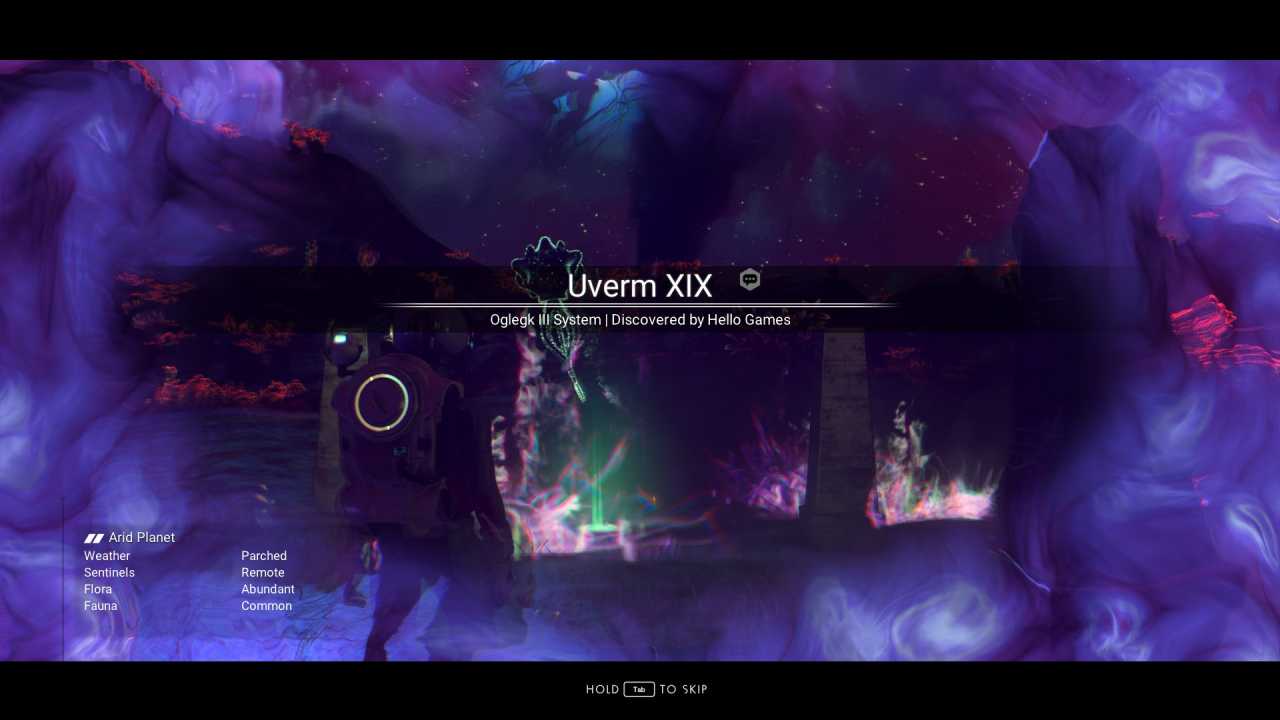 Uverm XIX
Oglegk III System | Discovered by Hello Games
Arid Planet
Weather Parched
Sentinels Remote
Flora Abundant
Fauna Common
HOLD Tab TO SKIP